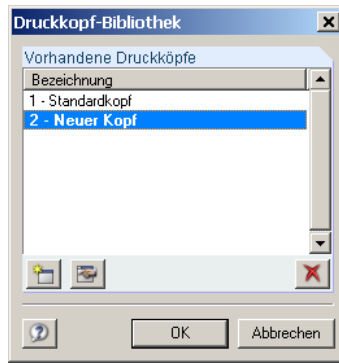 Druckkopf-Bibliothek
Vorhandene Druckköpfe
Bezeichnung
1 - Standardkopf
2 - Neuer Kopf
OK
Abbrechen